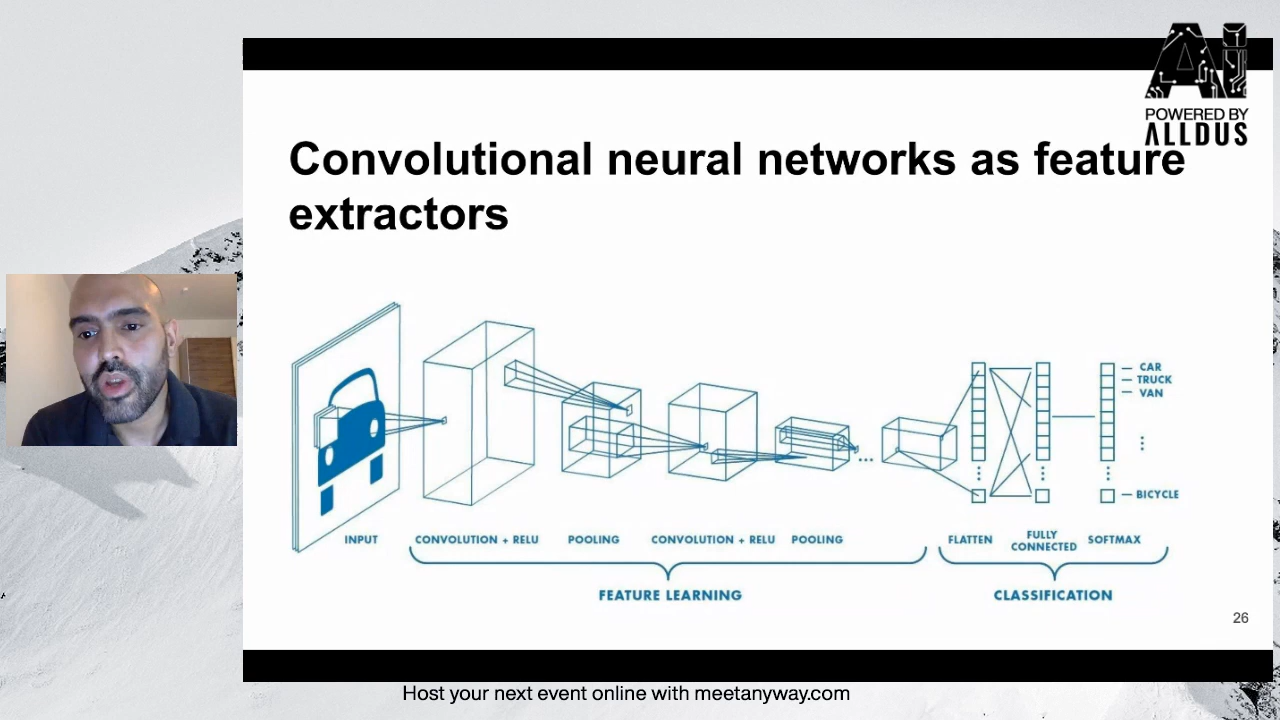 Ai
POWERED BY
ALLDUS
Convolutional neural networks as feature
extractors
CAR
TRUCK
VAN
BICYCLE
INPUT
CONVOLUTION + RELU
POOLING
CONVOLUTION + RELU
POOLING
FLATTEN
FULLY
CONNECTED
SOFTMAX
FEATURE LEARNING
CLASSIFICATION
26
Host your next event online with meetanyway.com